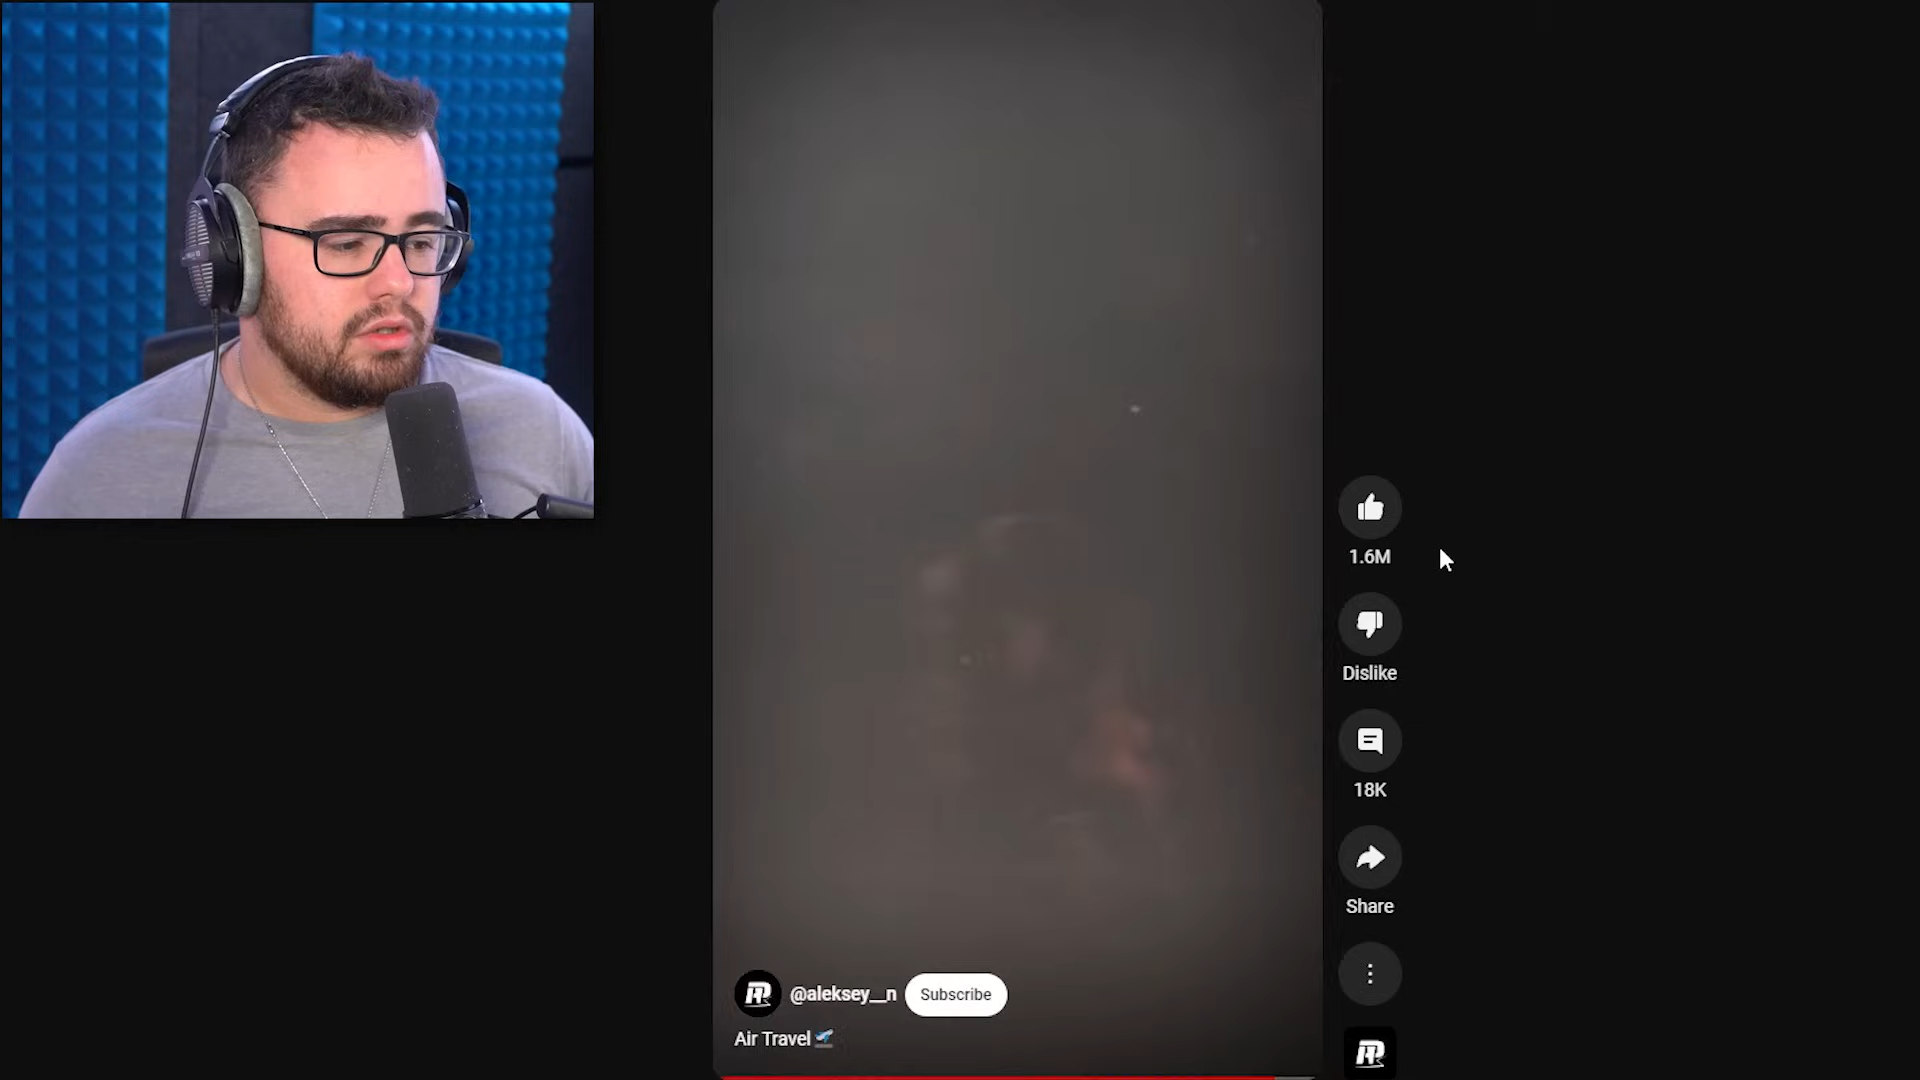 1.6M
Dislike
18K
Share
@aleksey__n Subscribe
Air Travel